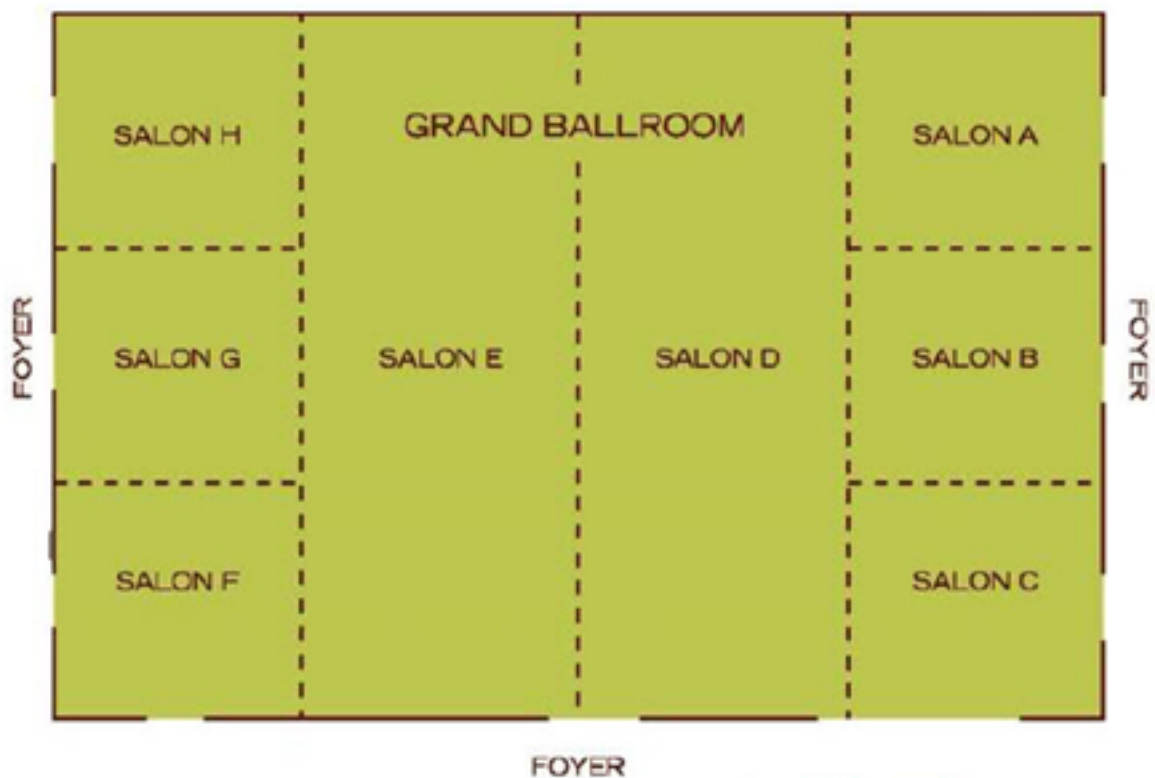 SALON H
GRAND BALLROOM
SALON A
FOYER
SALON G
SALON E
SALON D
SALON B
FOYER
SALON F
SALON C
FOYER